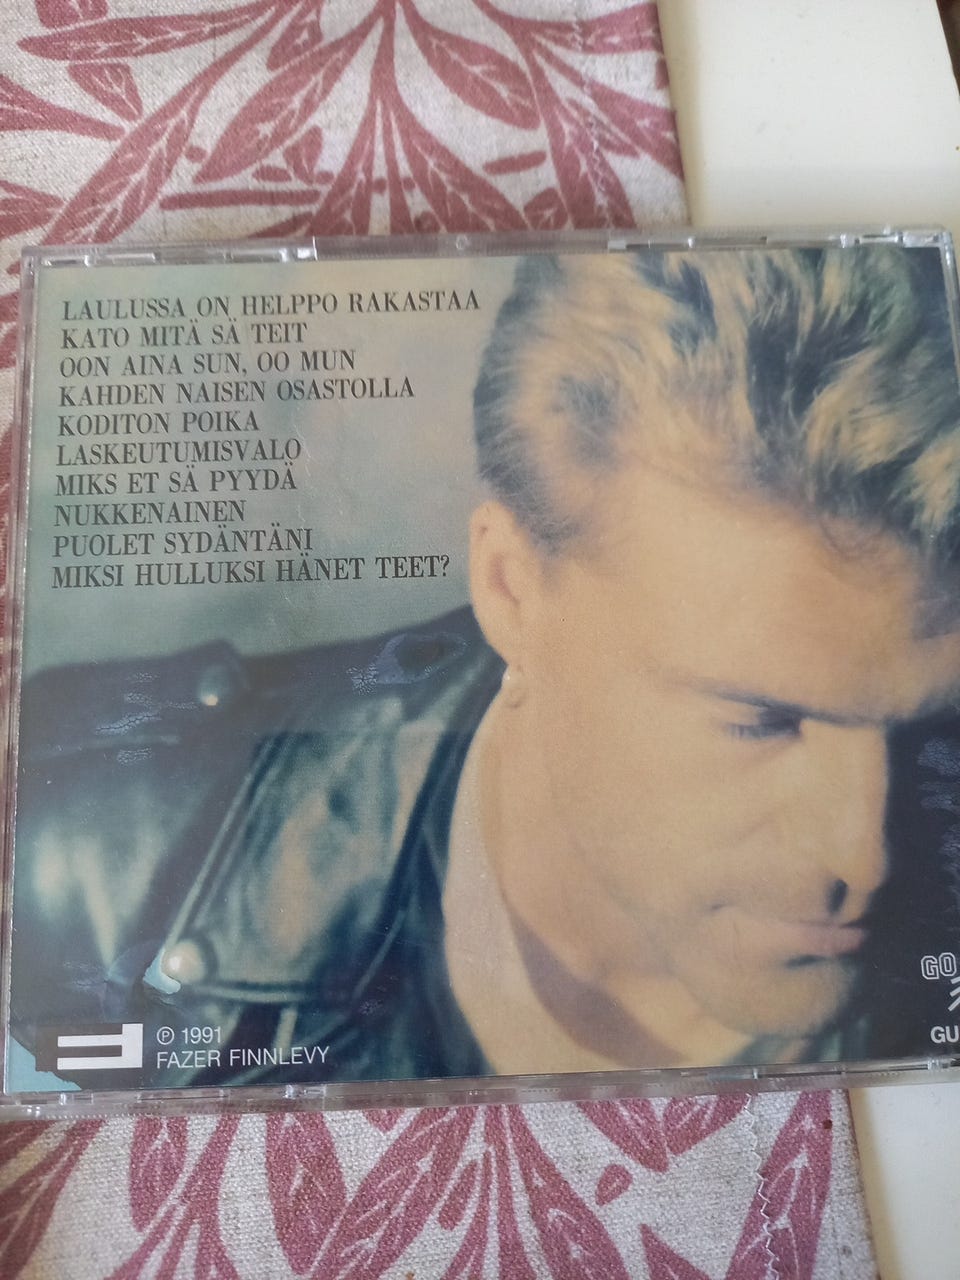 LAULUSSA ON HELPPO RAKASTAA
KATO MITÄ SÄ TEIT
OON AINA SUN, OO MUN
KAHDEN NAISEN OSASTOLLA
KODITON POIKA
LASKEUTUMISVALO
MIKS ET SÄ PYYDÄ
NUKKENAINEN
PUOLET SYDÄNTÄNI
MIKSI HULLUKSI HÄNET TEET?
GO
GU
℗ 1991
FAZER FINNLEVY